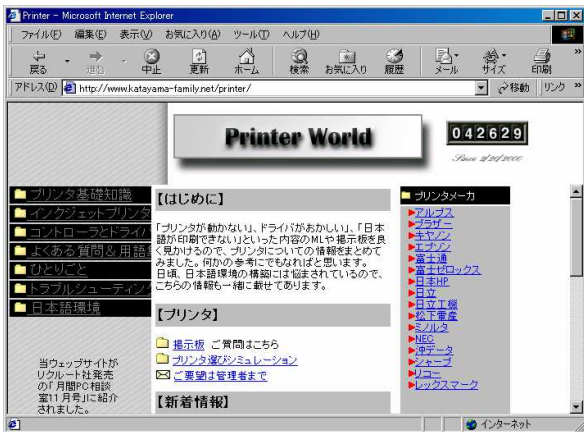 Printer - Microsoft Internet Explorer
ファイル(F) 編集(E) 表示(V) お気に入り(A) ツール(T) ヘルプ(H)
戻る 進む 中止 更新 ホーム 検索 お気に入り 履歴 メール サイズ 印刷 »
アドレス(D) http://www.katayama-family.net/printer/ 移動 リンク »
Printer World
042629
Since 2/20/2000
プリンタ基礎知識
インクジェットプリンタ
コントローラとドライバ
よくある質問&用語集
ひとりごと
トラブルシューティン
日本語環境
当ウェッブサイトが
リクルート社発売
の「月間PC相談
室11月号」に紹介
されました。
【はじめに】
「プリンタが動かない」、ドライバがおかしい」、「日本
語が印刷できない」といった内容のMLや掲示板を良
く見かけるので、プリンタについての情報をまとめて
みました。何かの参考にでもなればと思います。
日頃、日本語環境の構築には悩まされているので、
こちらの情報も一緒に載せてあります。
【プリンタ】
掲示板 ご質問はこちら
プリンタ選びシミュレーション
ご要望は管理者まで
【新着情報】
プリンタメーカ
アルプス
ブラザー
キヤノン
エプソン
富士通
富士ゼロックス
日本HP
日立
日立工機
松下電産
ミノルタ
NEC
沖データ
シャープ
リコー
レックスマーク
インターネット